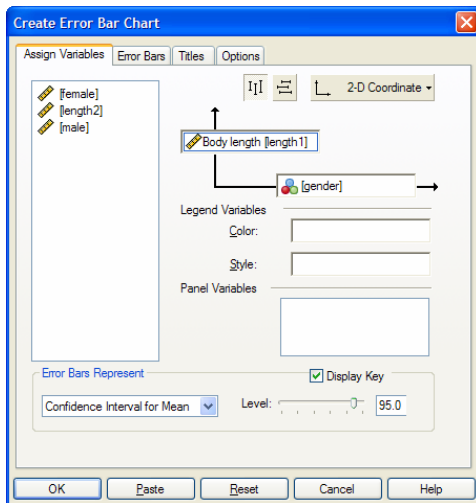 Create Error Bar Chart
Assign Variables Error Bars Titles Options
[female]
[length2]
[male]
2-D Coordinate
Body length [length1]
[gender]
Legend Variables
Color:
Style:
Panel Variables
Error Bars Represent
Display Key
Confidence Interval for Mean
Level:
95.0
OK Paste Reset Cancel Help